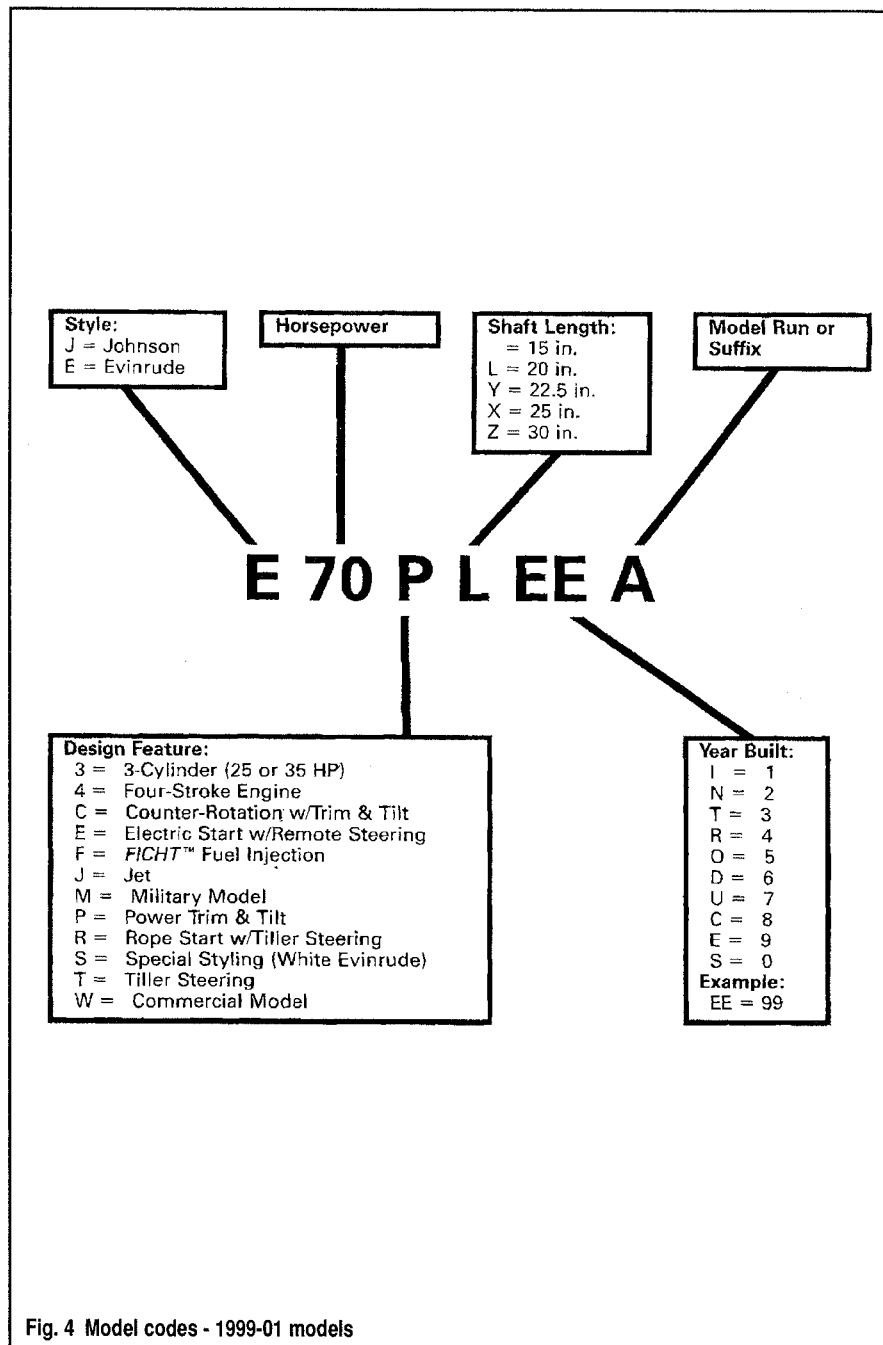 Style:
J = Johnson
E = Evinrude
Horsepower
Shaft Length:
= 15 in.
L = 20 in.
Y = 22.5 in.
X = 25 in.
Z = 30 in.
Model Run or
Suffix
E 70 P L EE A
Design Feature:
3 = 3-Cylinder (25 or 35 HP)
4 = Four-Stroke Engine
C = Counter-Rotation w/Trim & Tilt
E = Electric Start w/Remote Steering
F = FICHT™ Fuel Injection
J = Jet
M = Military Model
P = Power Trim & Tilt
R = Rope Start w/Tiller Steering
S = Special Styling (White Evinrude)
T = Tiller Steering
W = Commercial Model
Year Built:
I = 1
N = 2
T = 3
R = 4
O = 5
D = 6
U = 7
C = 8
E = 9
S = 0
Example:
EE = 99
Fig. 4 Model codes - 1999-01 models